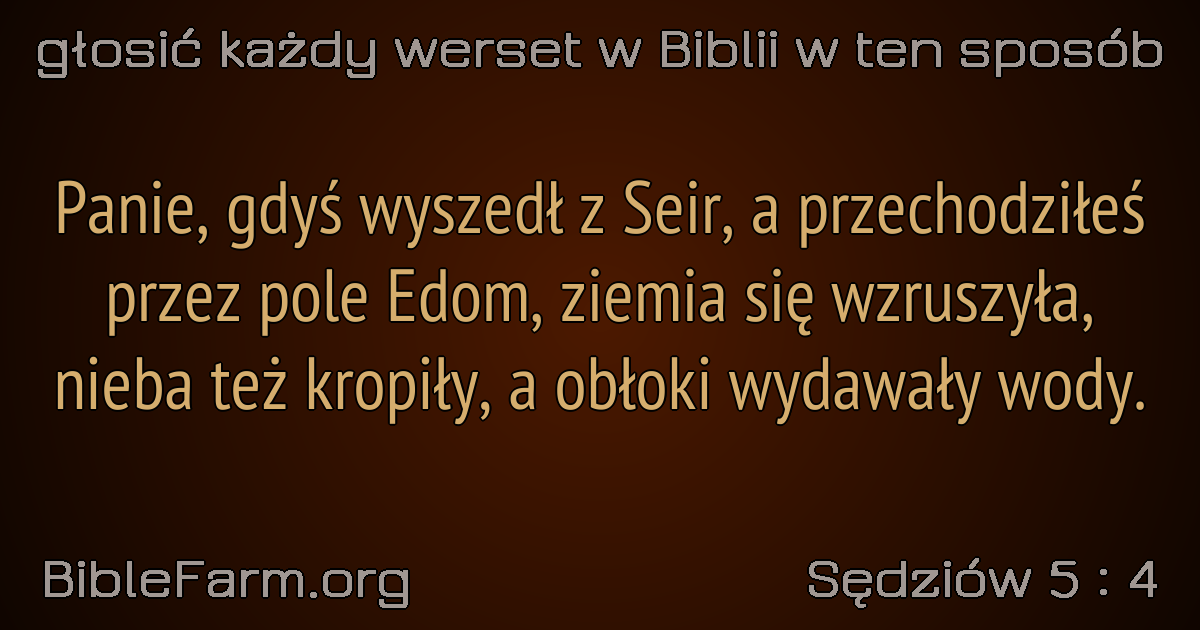 głosić każdy werset w Biblii w ten sposób
Panie, gdyś wyszedł z Seir, a przechodziłeś
przez pole Edom, ziemia się wzruszyła,
nieba też kropiły, a obłoki wydawały wody.
BibleFarm.org
Sędziów 5 : 4